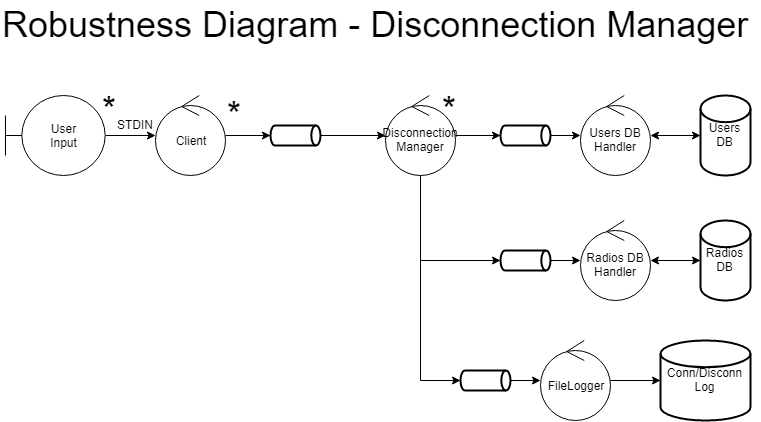 Robustness Diagram - Disconnection Manager
*
*
*
User
Input
STDIN
Client
Disconnection
Manager
Users DB
Handler
Users
DB
Radios DB
Handler
Radios
DB
FileLogger
Conn/Disconn
Log